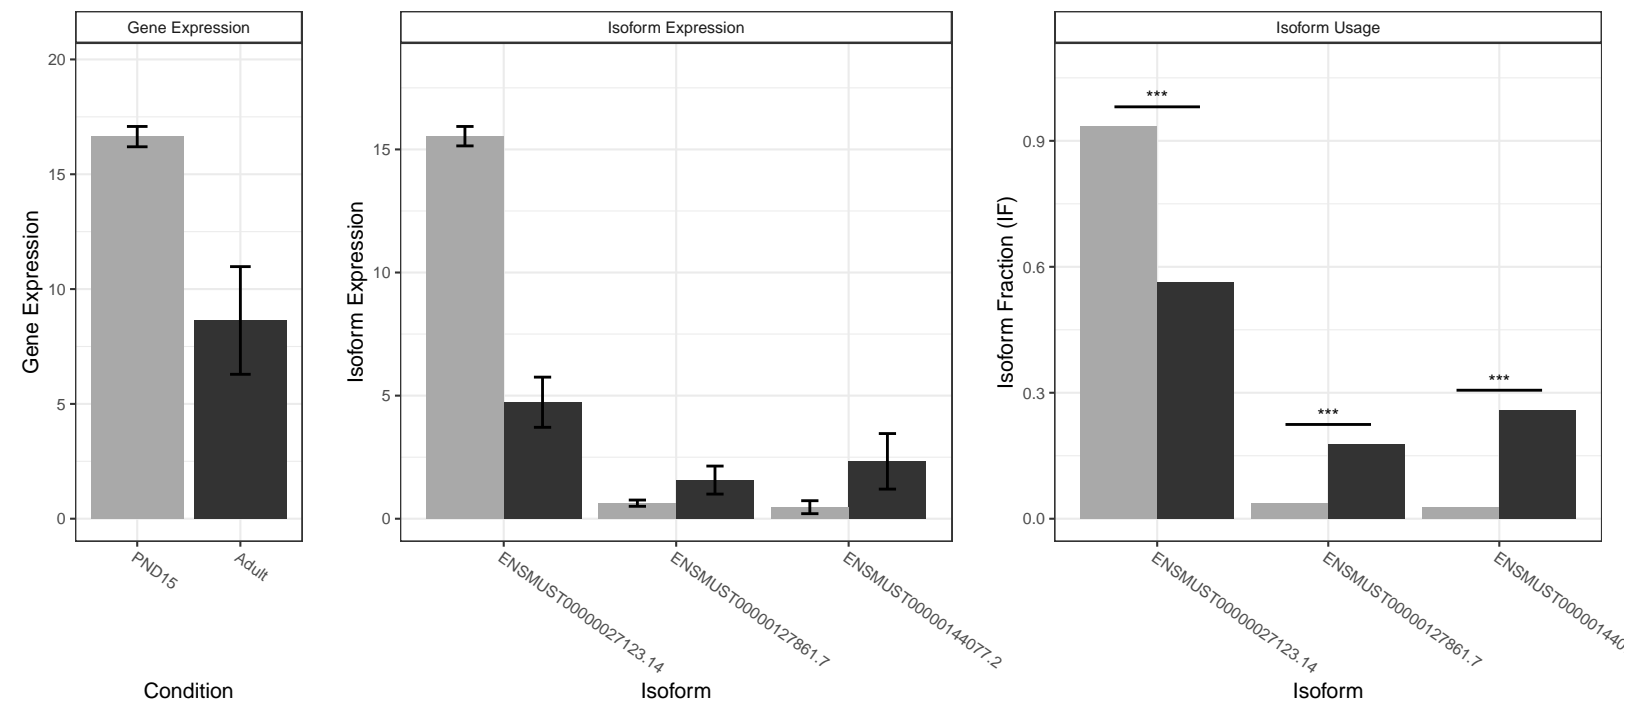 Gene Expression
Isoform Expression
Isoform Usage
Gene Expression
20
15
10
5
0
PND15
Adult
Condition
Isoform Expression
15
10
5
0
ENSMUST00000027123.14
ENSMUST00000127861.7
ENSMUST00000144077.2
Isoform
Isoform Fraction (IF)
0.9
0.6
0.3
0.0
***
***
***
ENSMUST00000027123.14
ENSMUST00000127861.7
ENSMUST000001440
Isoform